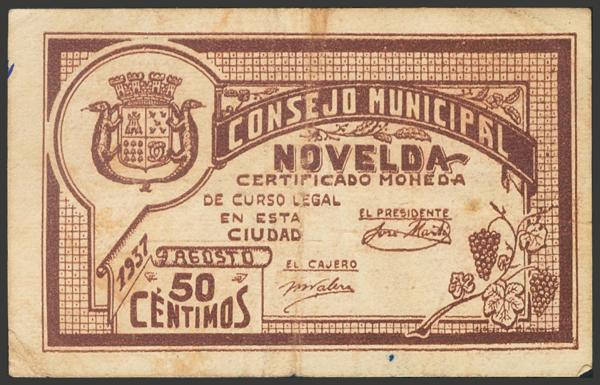 CONSEJO MUNICIPAL
NOVELDA
CERTIFICADO MONEDA
DE CURSO LEGAL
EN ESTA
CIUDAD
EL PRESIDENTE
EL CAJERO
1937
9 AGOSTO
50
CÉNTIMOS